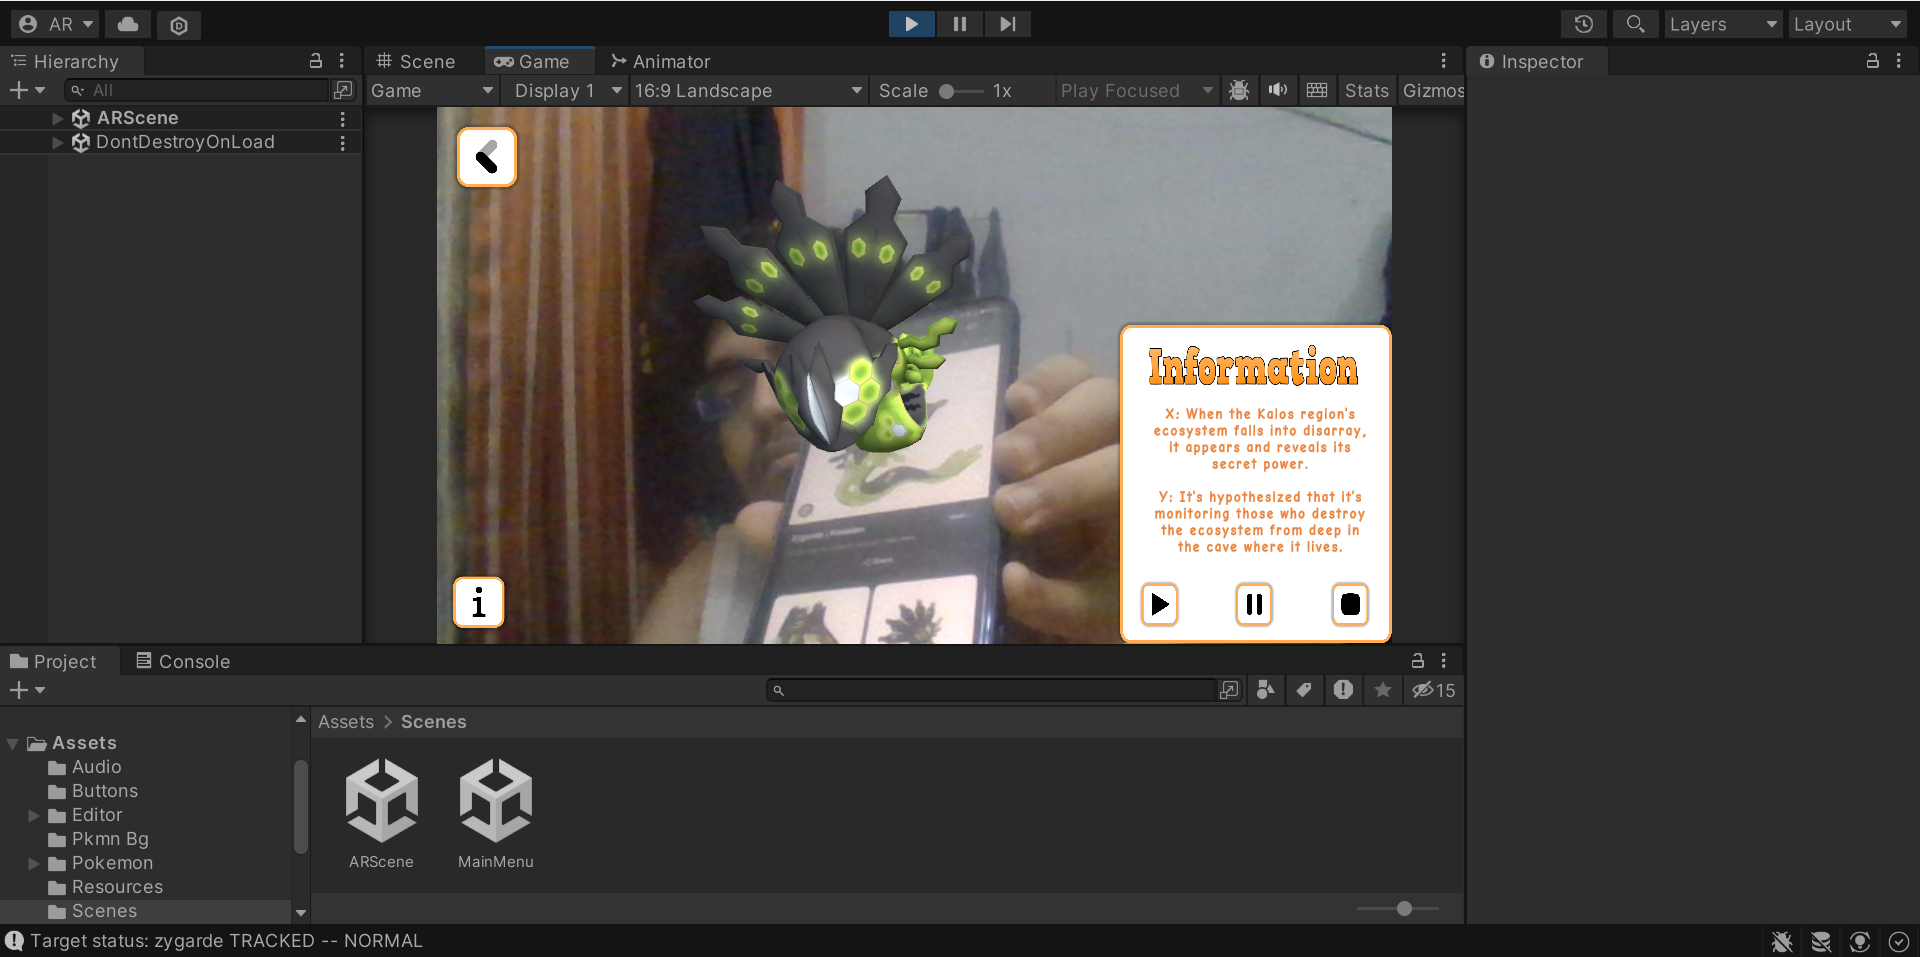 AR
Layers
Layout
Hierarchy
Scene
Game
Animator
Inspector
All
Game
Display 1
16:9 Landscape
Scale
1x
Play Focused
Stats
Gizmos
ARScene
DontDestroyOnLoad
Information
X: When the Kalos region's
ecosystem falls into disarray,
it appears and reveals its
secret power.
Y: It's hypothesized that it's
monitoring those who destroy
the ecosystem from deep in
the cave where it lives.
i
Project
Console
15
Assets
Audio
Buttons
Editor
Pkmn Bg
Pokemon
Resources
Scenes
Assets > Scenes
ARScene
MainMenu
Target status: zygarde TRACKED -- NORMAL